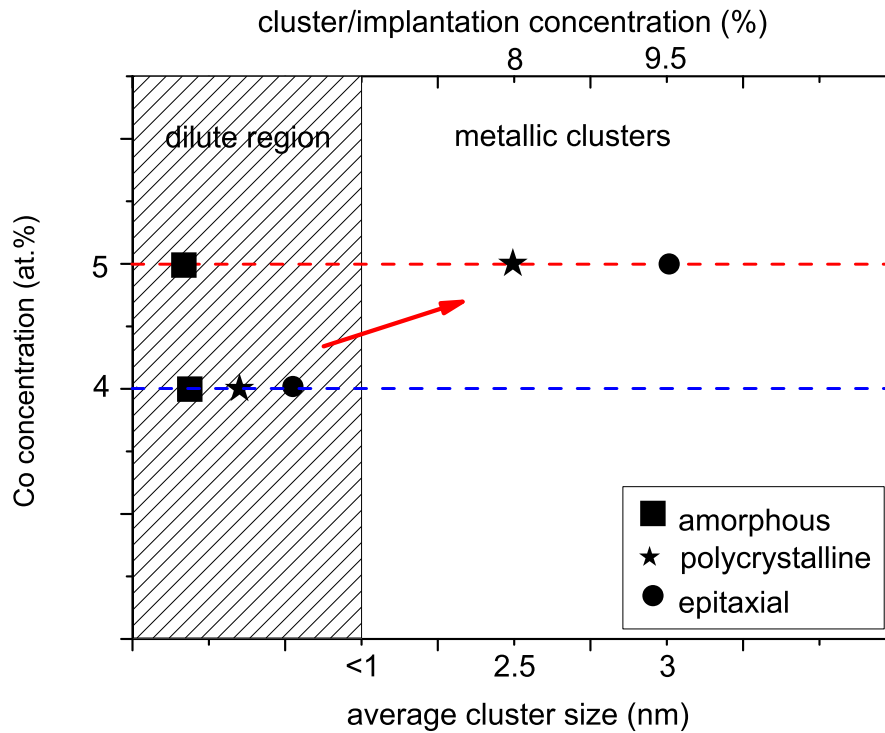 cluster/implantation concentration (%)
8 9.5
dilute region metallic clusters
Co concentration (at.%)
5
4
amorphous
polycrystalline
epitaxial
<1 2.5 3
average cluster size (nm)